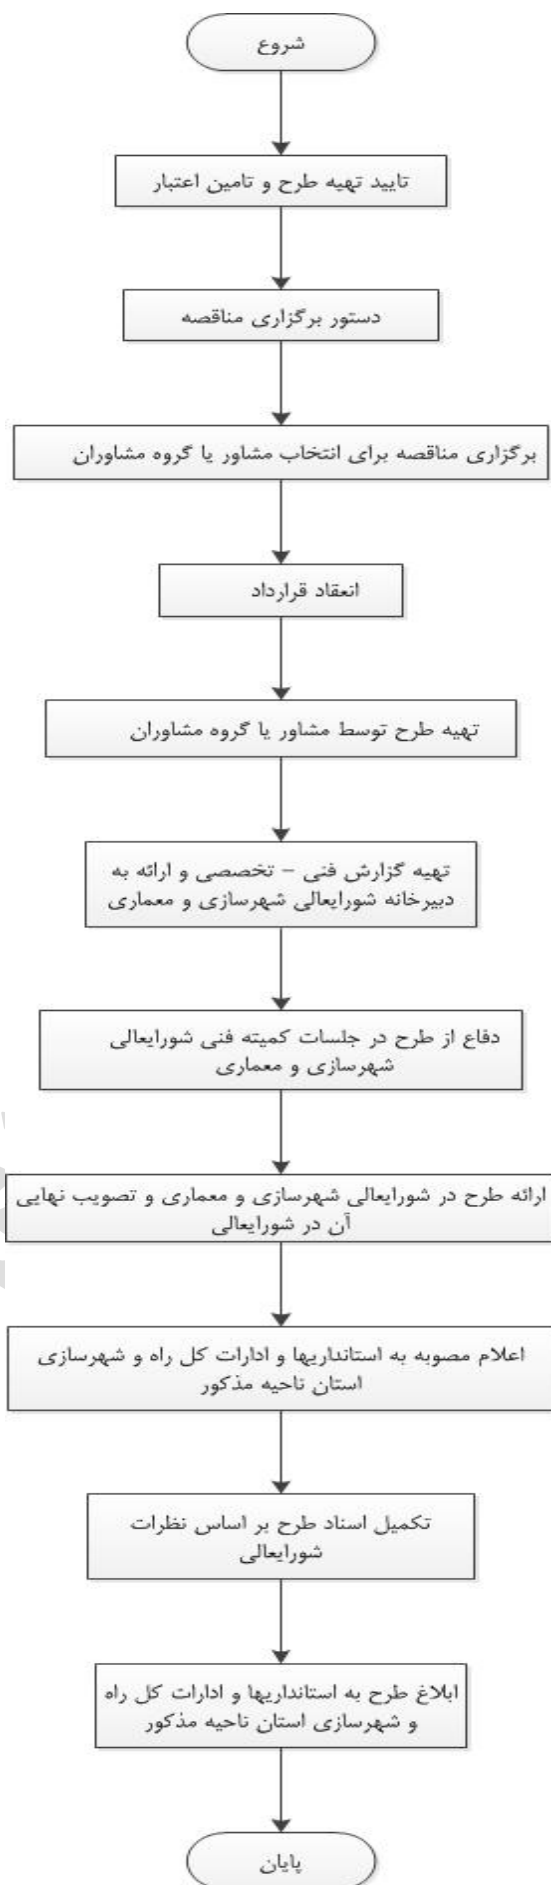 شروع
تایید تهیه طرح و تامین اعتبار
دستور برگزاری مناقصه
برگزاری مناقصه برای انتخاب مشاور یا گروه مشاوران
انعقاد قرارداد
تهیه طرح توسط مشاور یا گروه مشاوران
تهیه گزارش فنی – تخصصی و ارائه به
دبیرخانه شورایعالی شهرسازی و معماری
دفاع از طرح در جلسات کمیته فنی شورایعالی
شهرسازی و معماری
ارائه طرح در شورایعالی شهرسازی و معماری و تصویب نهایی
آن در شورایعالی
اعلام مصوبه به استانداریها و ادارات کل راه و شهرسازی
استان ناحیه مذکور
تکمیل اسناد طرح بر اساس نظرات
شورایعالی
ابلاغ طرح به استانداریها و ادارات کل راه
و شهرسازی استان ناحیه مذکور
پایان